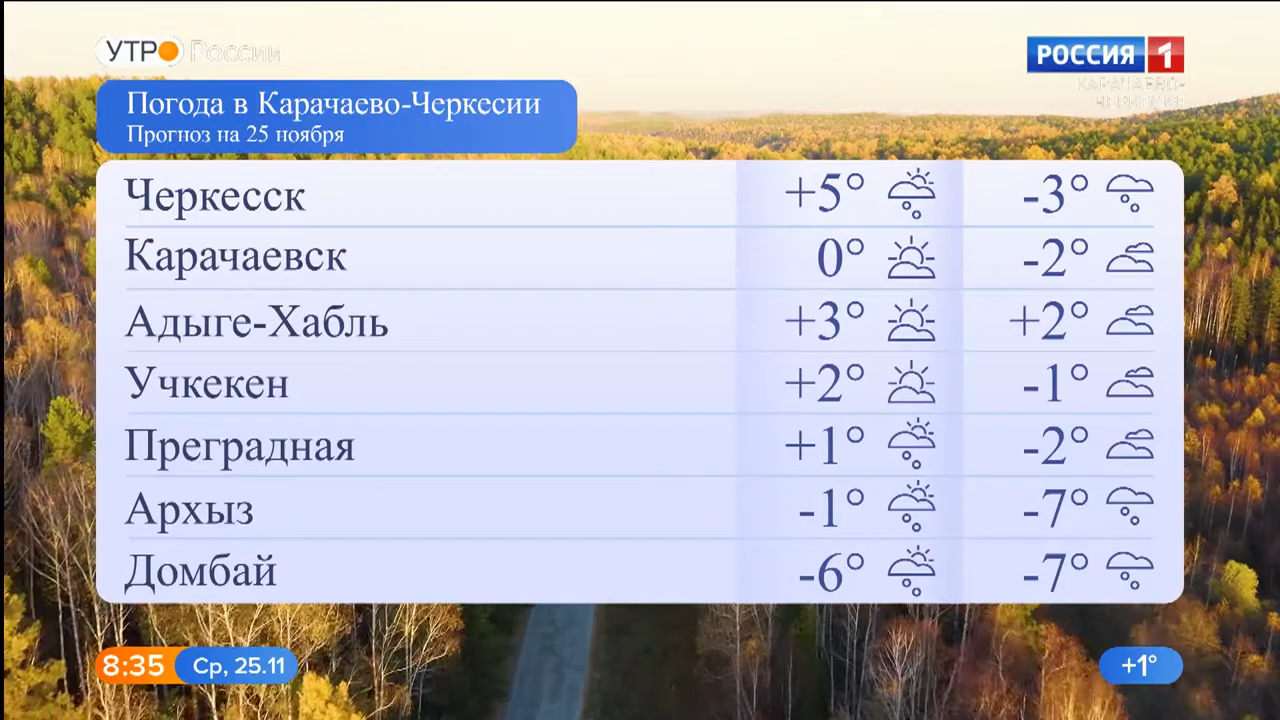 УТРО России
РОССИЯ 1
КАРАЧАЕВО-
ЧЕРКЕСИЯ
Погода в Карачаево-Черкесии
Прогноз на 25 ноября
Черкесск +5° -3°
Карачаевск 0° -2°
Адыге-Хабль +3° +2°
Учкекен +2° -1°
Преградная +1° -2°
Архыз -1° -7°
Домбай -6° -7°
8:35 Ср, 25.11 +1°